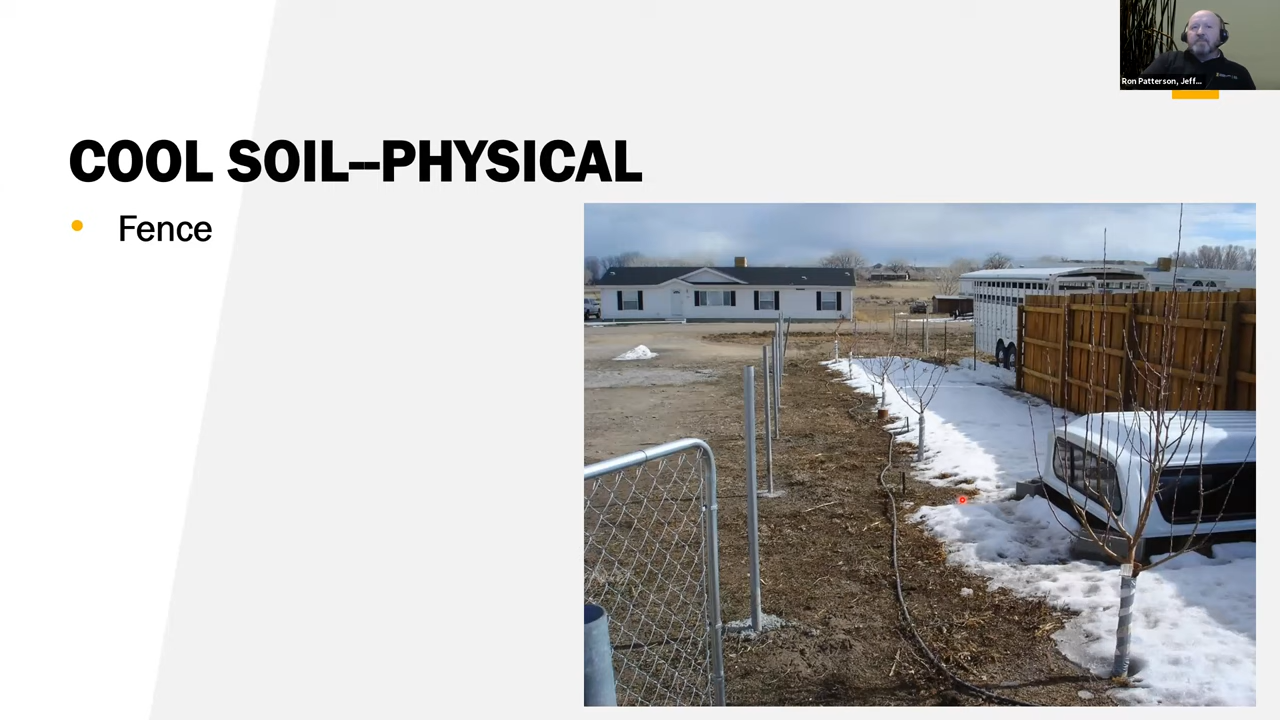 Ron Patterson, Jeff...
COOL SOIL--PHYSICAL
• Fence